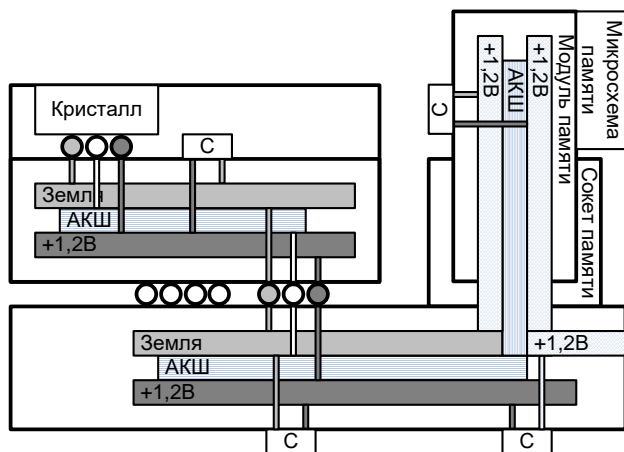 Кристалл
С
Земля
АКШ
+1,2В
С
+1,2В
АКШ
+1,2В
Модуль памяти
Микросхема
памяти
Сокет памяти
Земля
+1,2В
АКШ
+1,2В
С
С